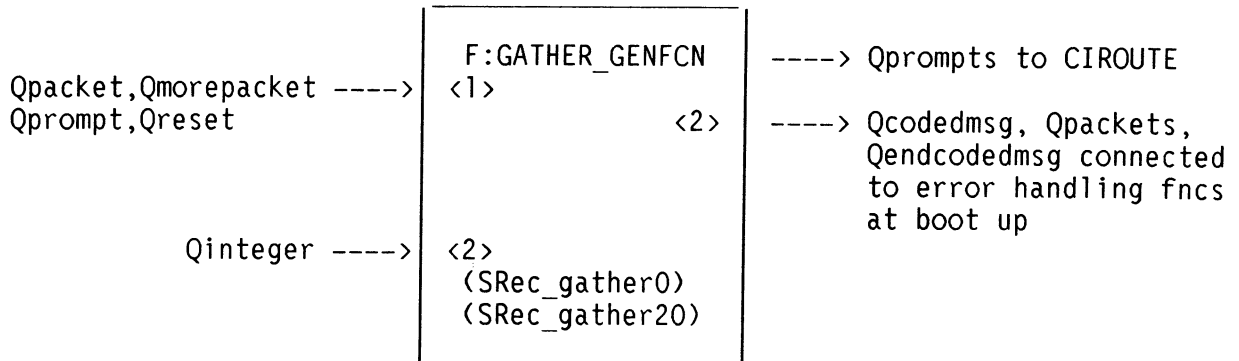 F:GATHER_GENFCN ----> Qprompts to CIROUTE
Qpacket,Qmorepacket ----> <1>
Qprompt,Qreset <2> ----> Qcodedmsg, Qpackets,
Qendcodedmsg connected
to error handling fncs
at boot up
Qinteger ----> <2>
(SRec_gather0)
(SRec_gather20)